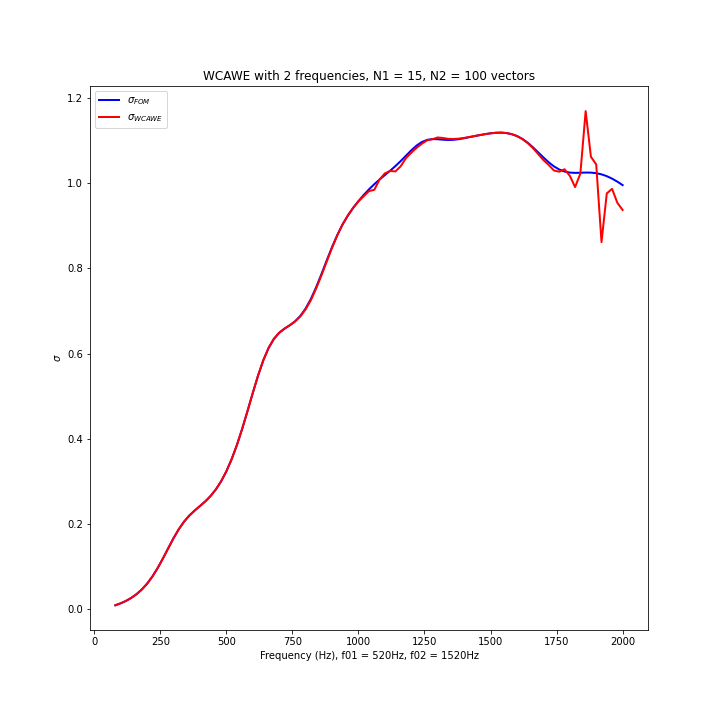 WCAWE with 2 frequencies, N1 = 15, N2 = 100 vectors
σFOM
σWCAWE
1.2
1.0
0.8
0.6
0.4
0.2
0.0
σ
0 250 500 750 1000 1250 1500 1750 2000
Frequency (Hz), f01 = 520Hz, f02 = 1520Hz